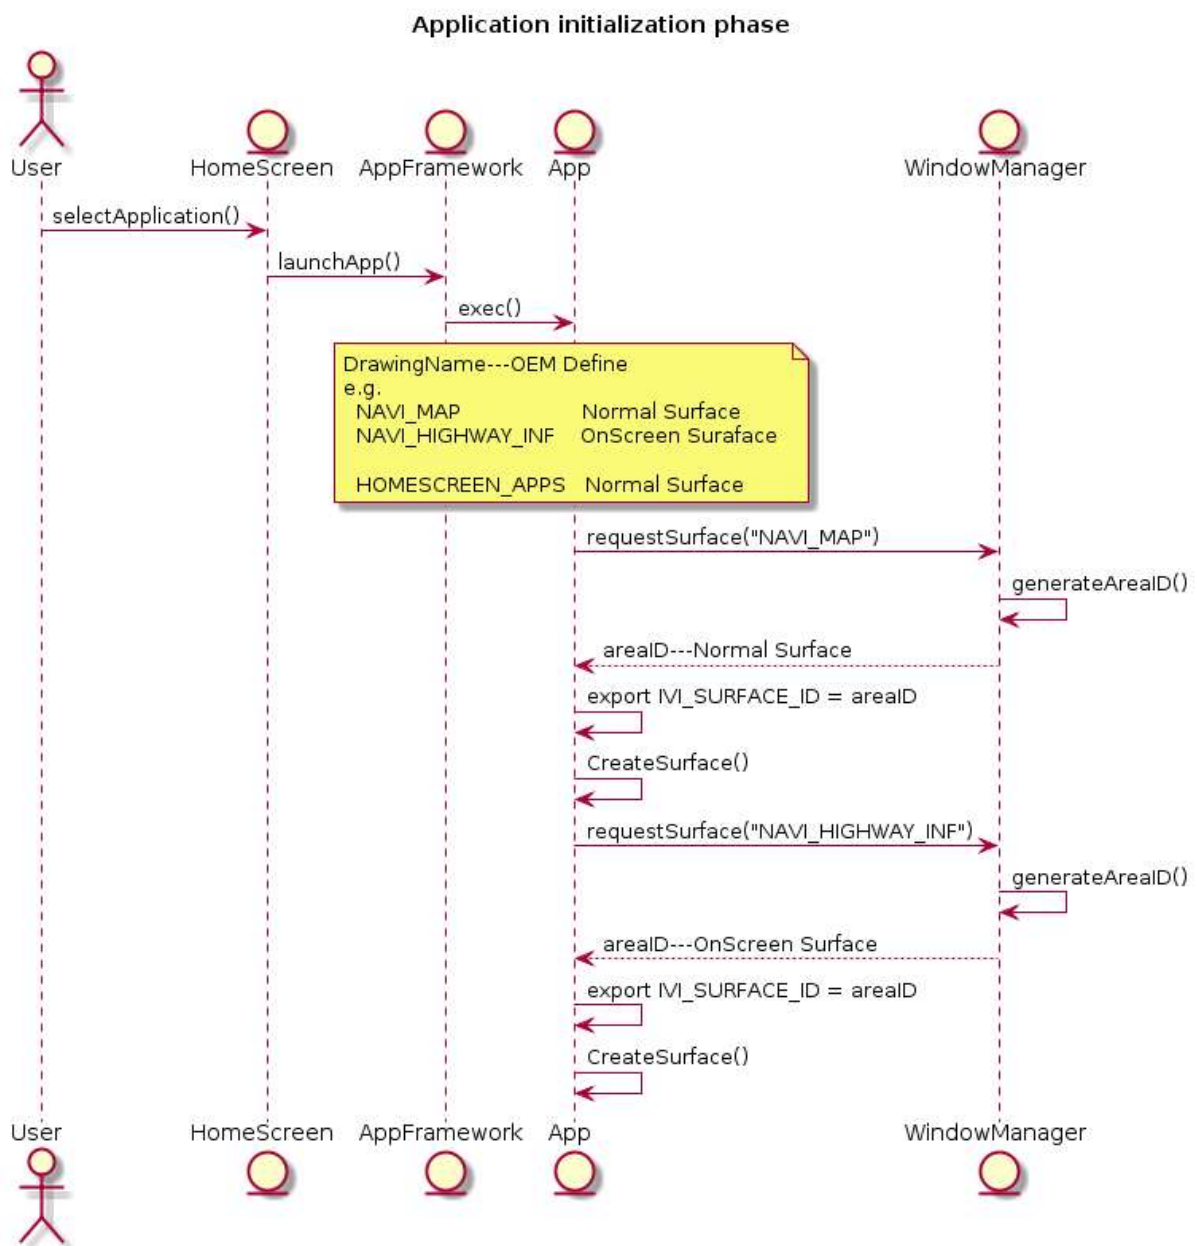 Application initialization phase
User
HomeScreen
AppFramework
App
WindowManager
selectApplication()
launchApp()
exec()
DrawingName---OEM Define
e.g.
NAVI_MAP Normal Surface
NAVI_HIGHWAY_INF OnScreen Suraface
HOMESCREEN_APPS Normal Surface
requestSurface("NAVI_MAP")
generateAreaID()
areaID---Normal Surface
export IVI_SURFACE_ID = areaID
CreateSurface()
requestSurface("NAVI_HIGHWAY_INF")
generateAreaID()
areaID---OnScreen Surface
export IVI_SURFACE_ID = areaID
CreateSurface()
User
HomeScreen
AppFramework
App
WindowManager